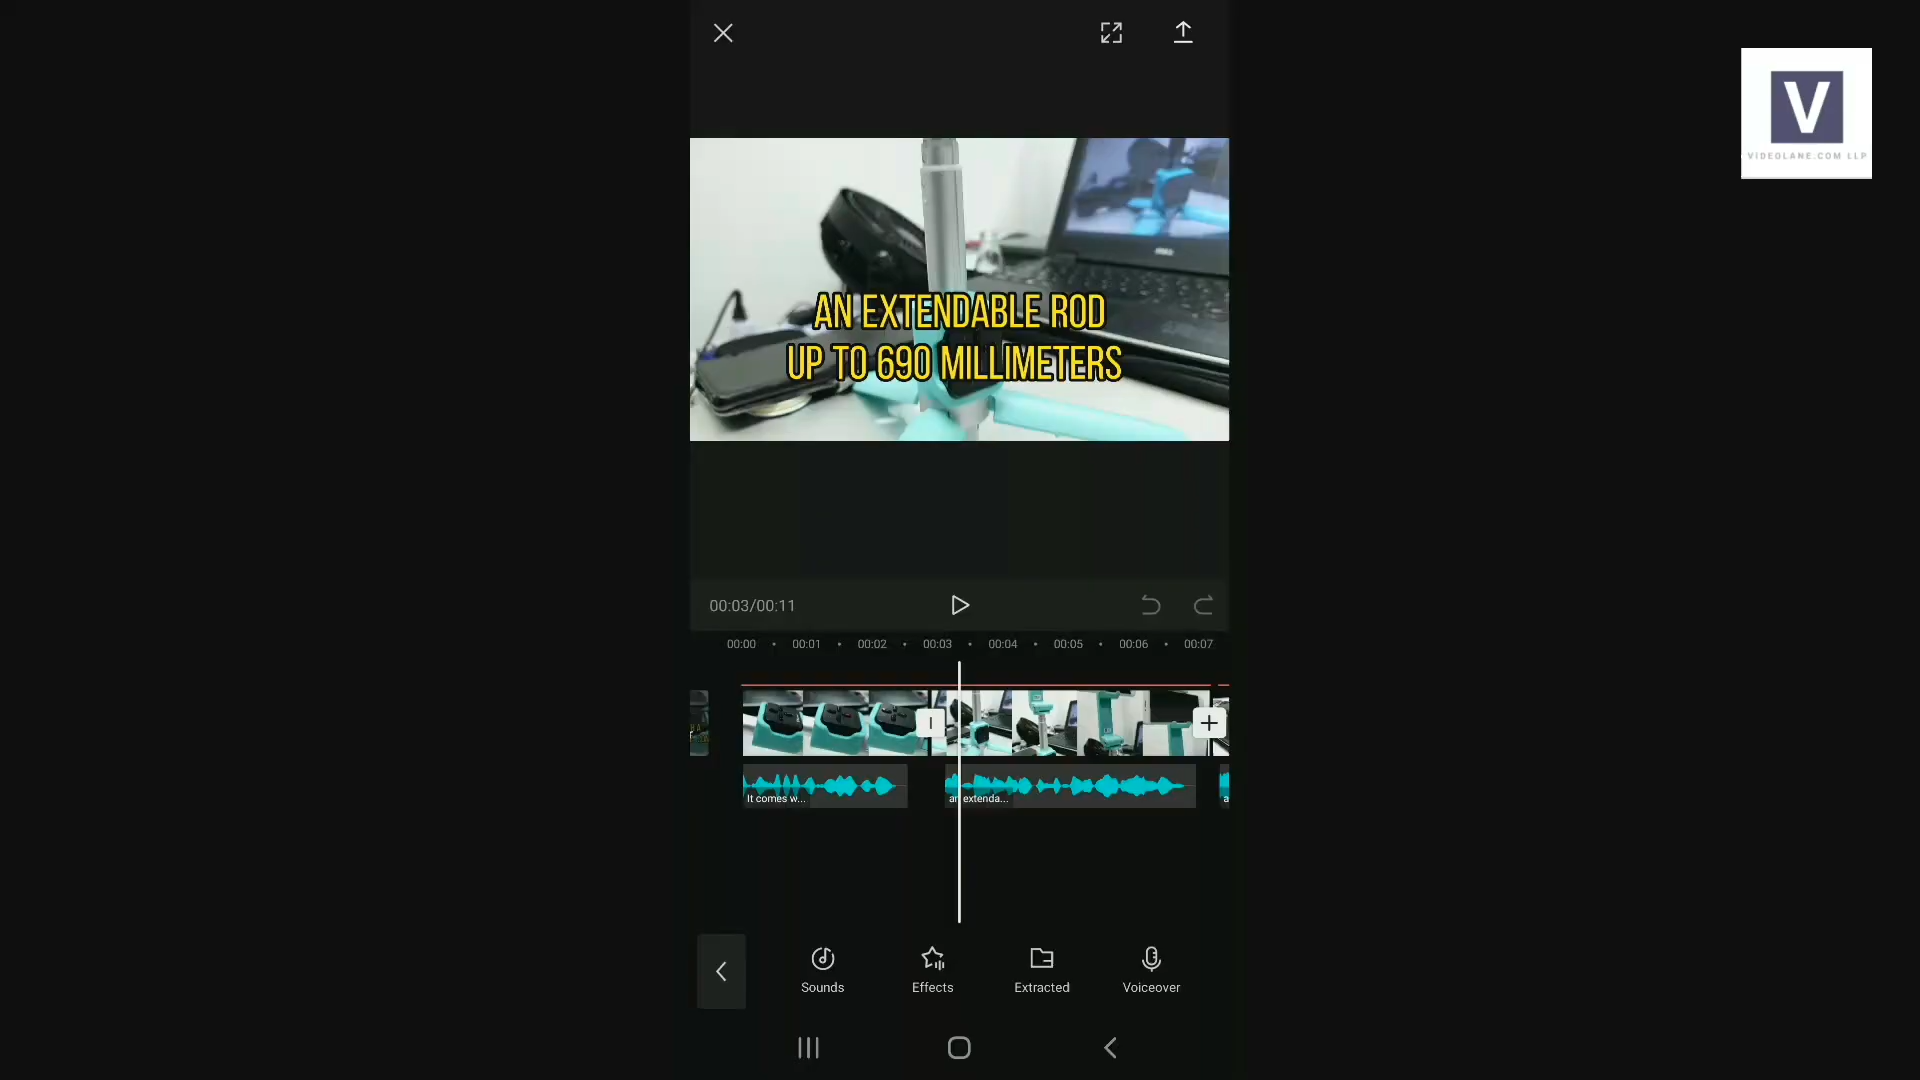 V
VIDEOLANE.COM LLP
AN EXTENDABLE ROD
UP TO 690 MILLIMETERS
00:03/00:11
00:00 00:01 00:02 00:03 00:04 00:05 00:06 00:07
It comes w...
an extenda...
a
Sounds Effects Extracted Voiceover